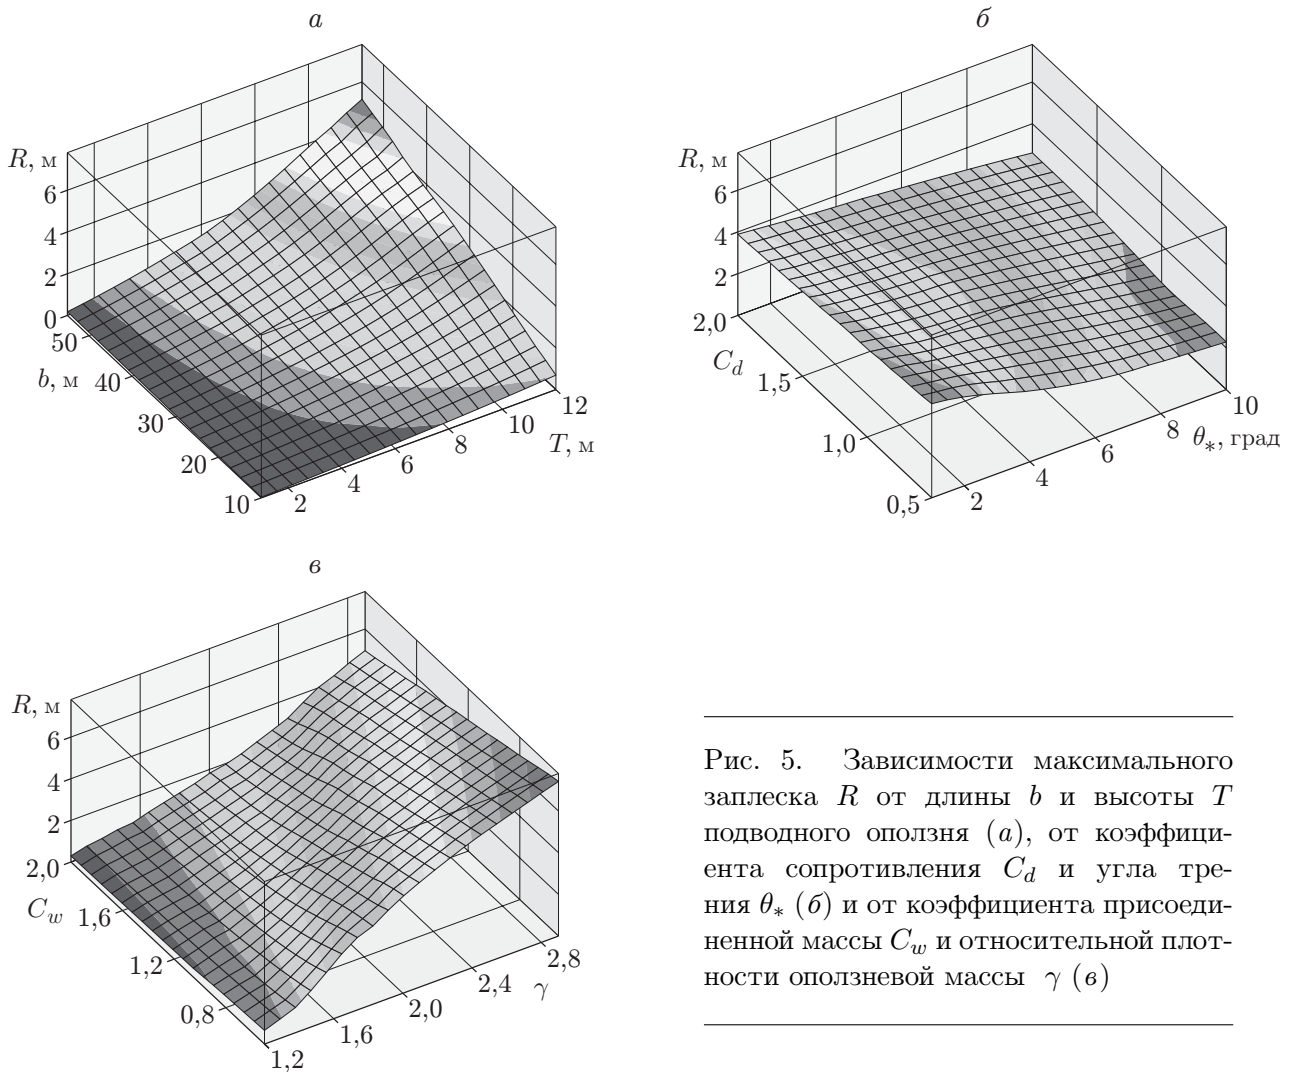 а
R, м
6
4
2
0
50
b, м 40
30
20
10
2
4
6
8
10
12
T, м
б
R, м
6
4
2
2,0
C_d
1,5
1,0
0,5
2
4
6
8
10
θ_*, град
в
R, м
6
4
2
2,0
C_w 1,6
1,2
0,8
1,2
1,6
2,0
2,4
2,8
γ
Рис. 5. Зависимости максимального
заплеска R от длины b и высоты T
подводного оползня (а), от коэффици-
ента сопротивления C_d и угла тре-
ния θ_* (б) и от коэффициента присоеди-
ненной массы C_w и относительной плот-
ности оползневой массы γ (в)